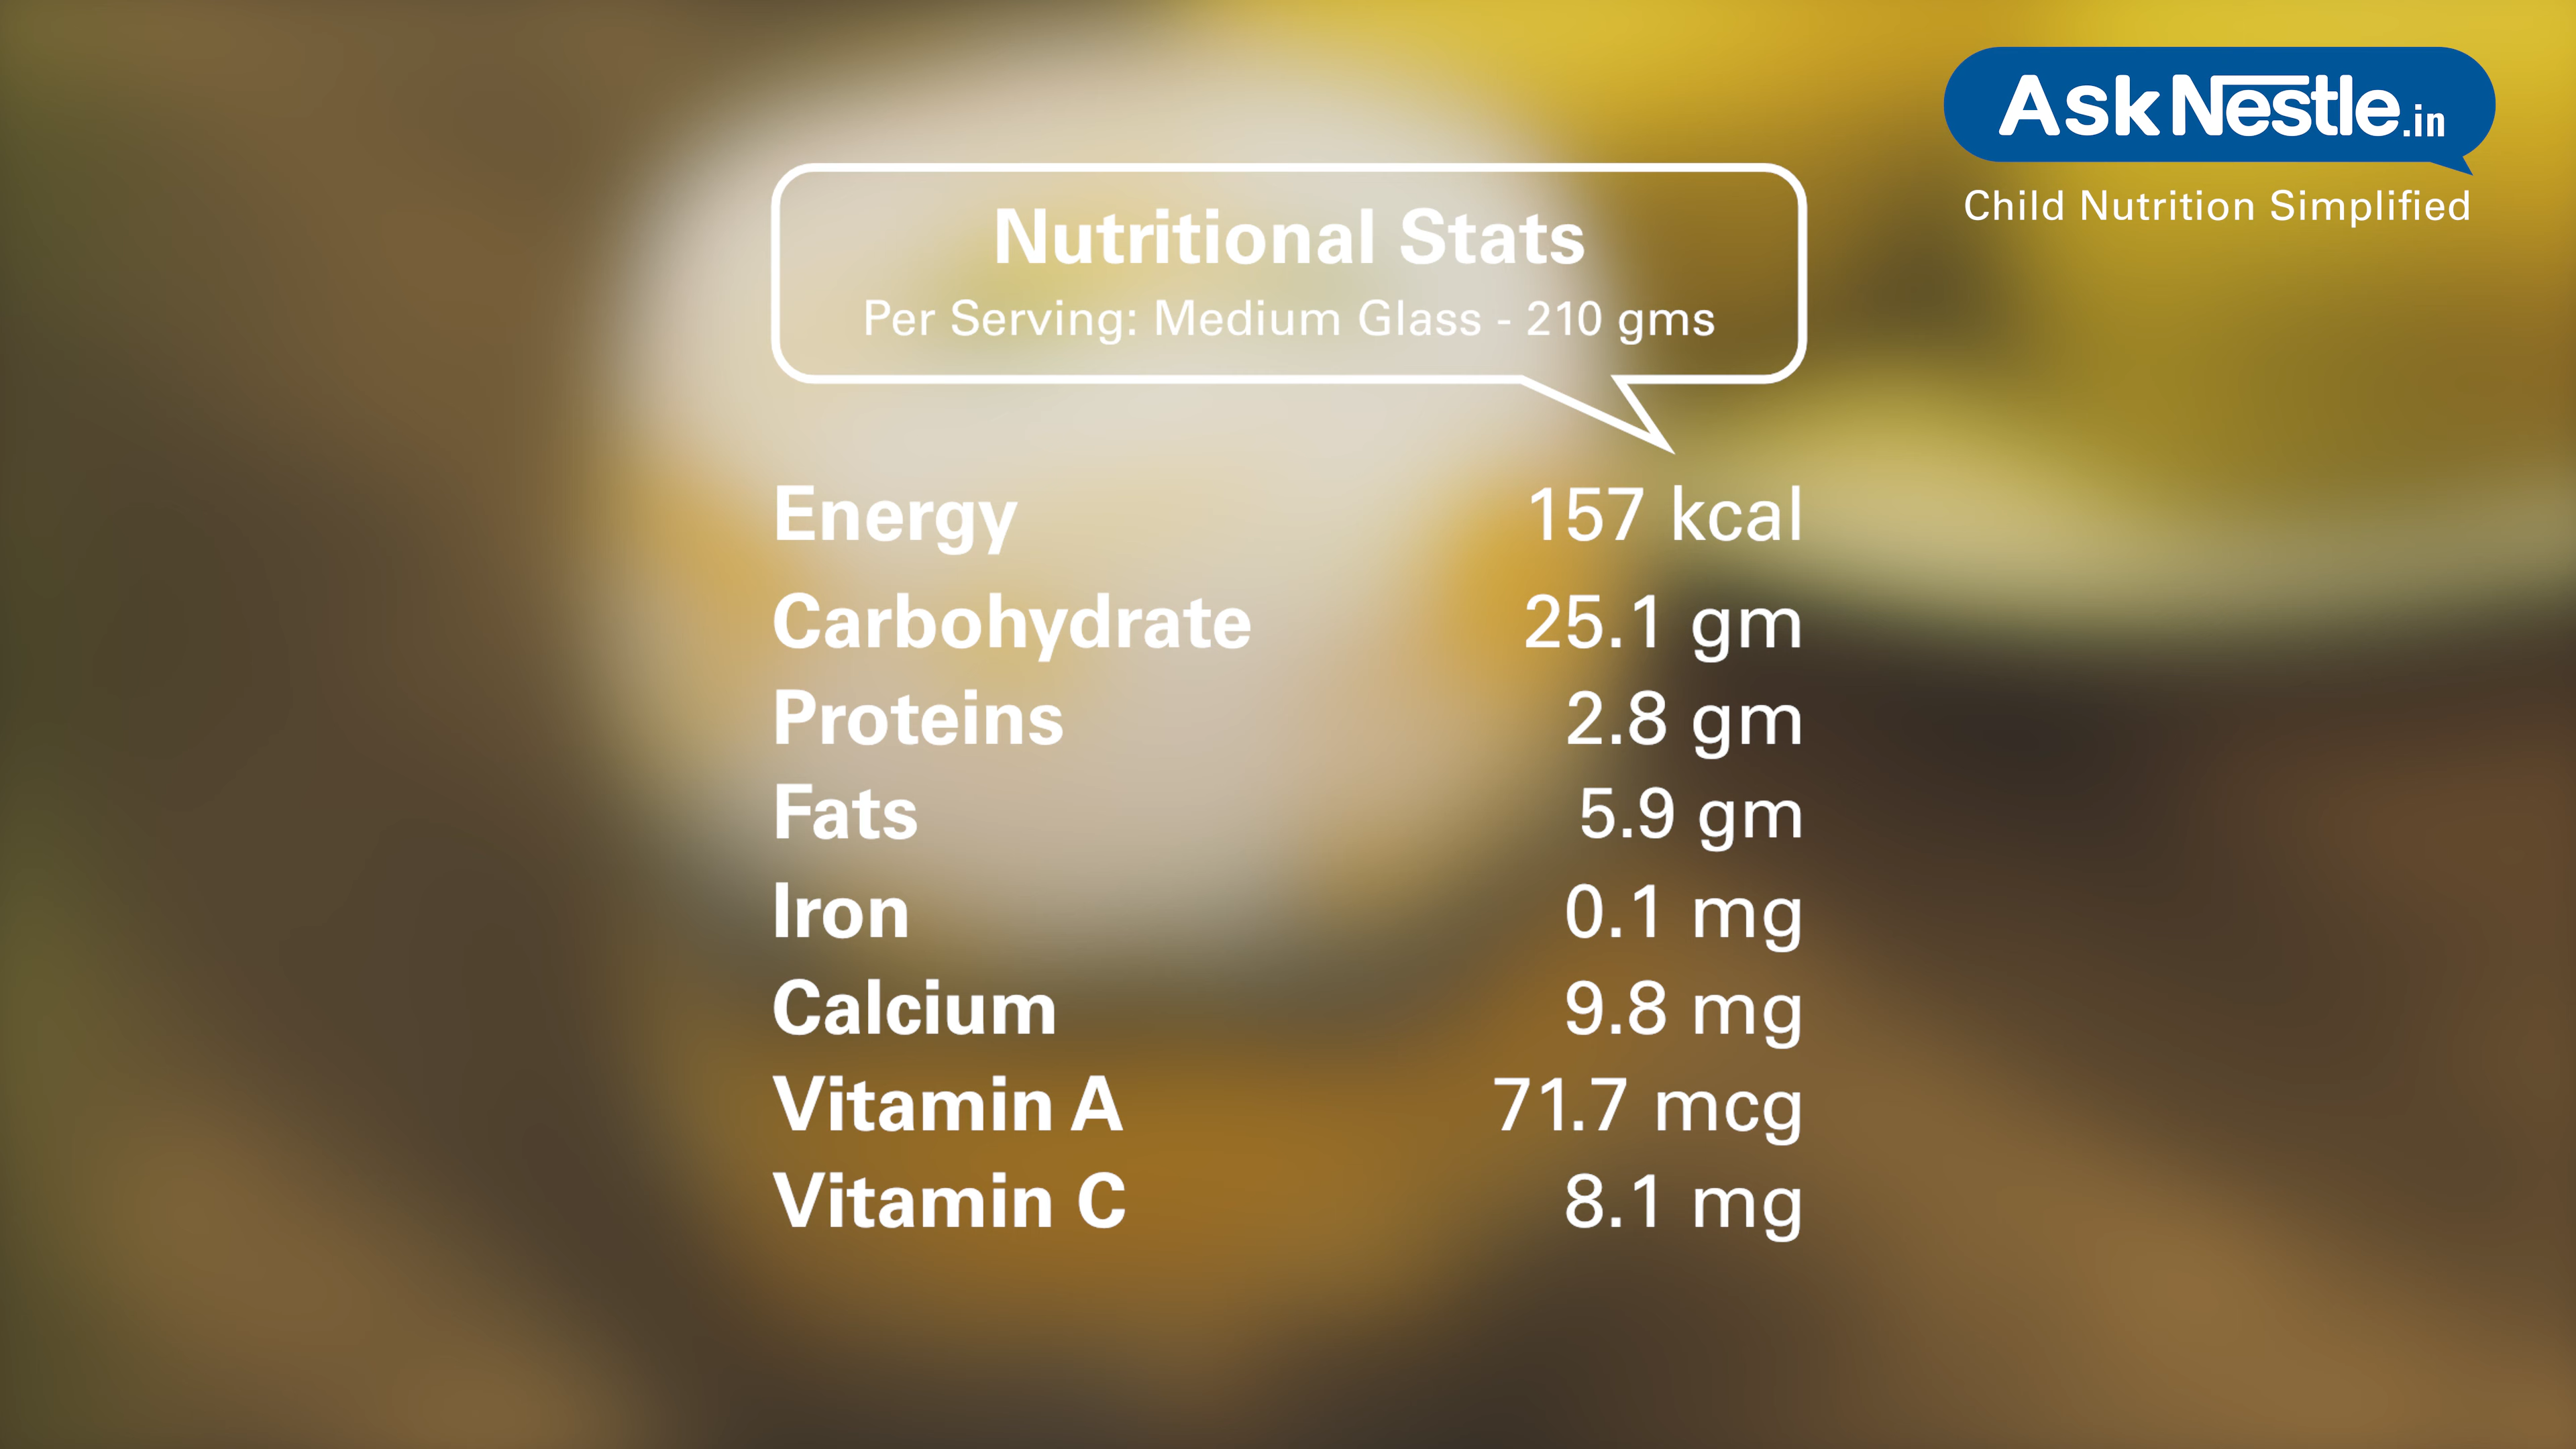 AskNestle.in
Child Nutrition Simplified
Nutritional Stats
Per Serving: Medium Glass - 210 gms
Energy 157 kcal
Carbohydrate 25.1 gm
Proteins 2.8 gm
Fats 5.9 gm
Iron 0.1 mg
Calcium 9.8 mg
Vitamin A 71.7 mcg
Vitamin C 8.1 mg